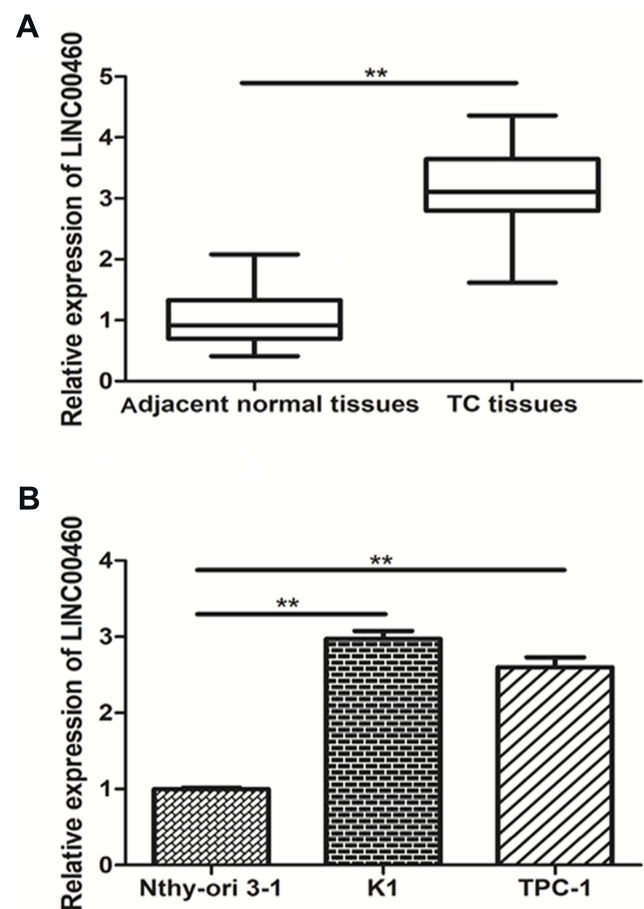 A
Relative expression of LINC00460
5
4
3
2
1
0
**
Adjacent normal tissues
TC tissues
B
Relative expression of LINC00460
4
3
2
1
0
**
**
Nthy-ori 3-1
K1
TPC-1